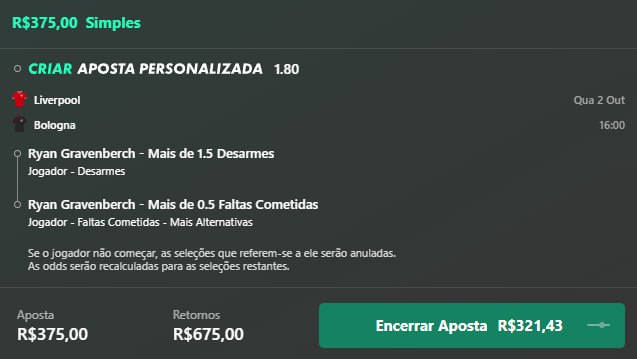 R$375,00 Simples
CRIAR APOSTA PERSONALIZADA 1.80
Liverpool Qua 2 Out
Bologna 16:00
Ryan Gravenberch - Mais de 1.5 Desarmes
Jogador - Desarmes
Ryan Gravenberch - Mais de 0.5 Faltas Cometidas
Jogador - Faltas Cometidas - Mais Alternativas
Se o jogador não começar, as seleções que referem-se a ele serão anuladas.
As odds serão recalculadas para as seleções restantes.
Aposta Retornos
R$375,00 R$675,00
Encerrar Aposta R$321,43